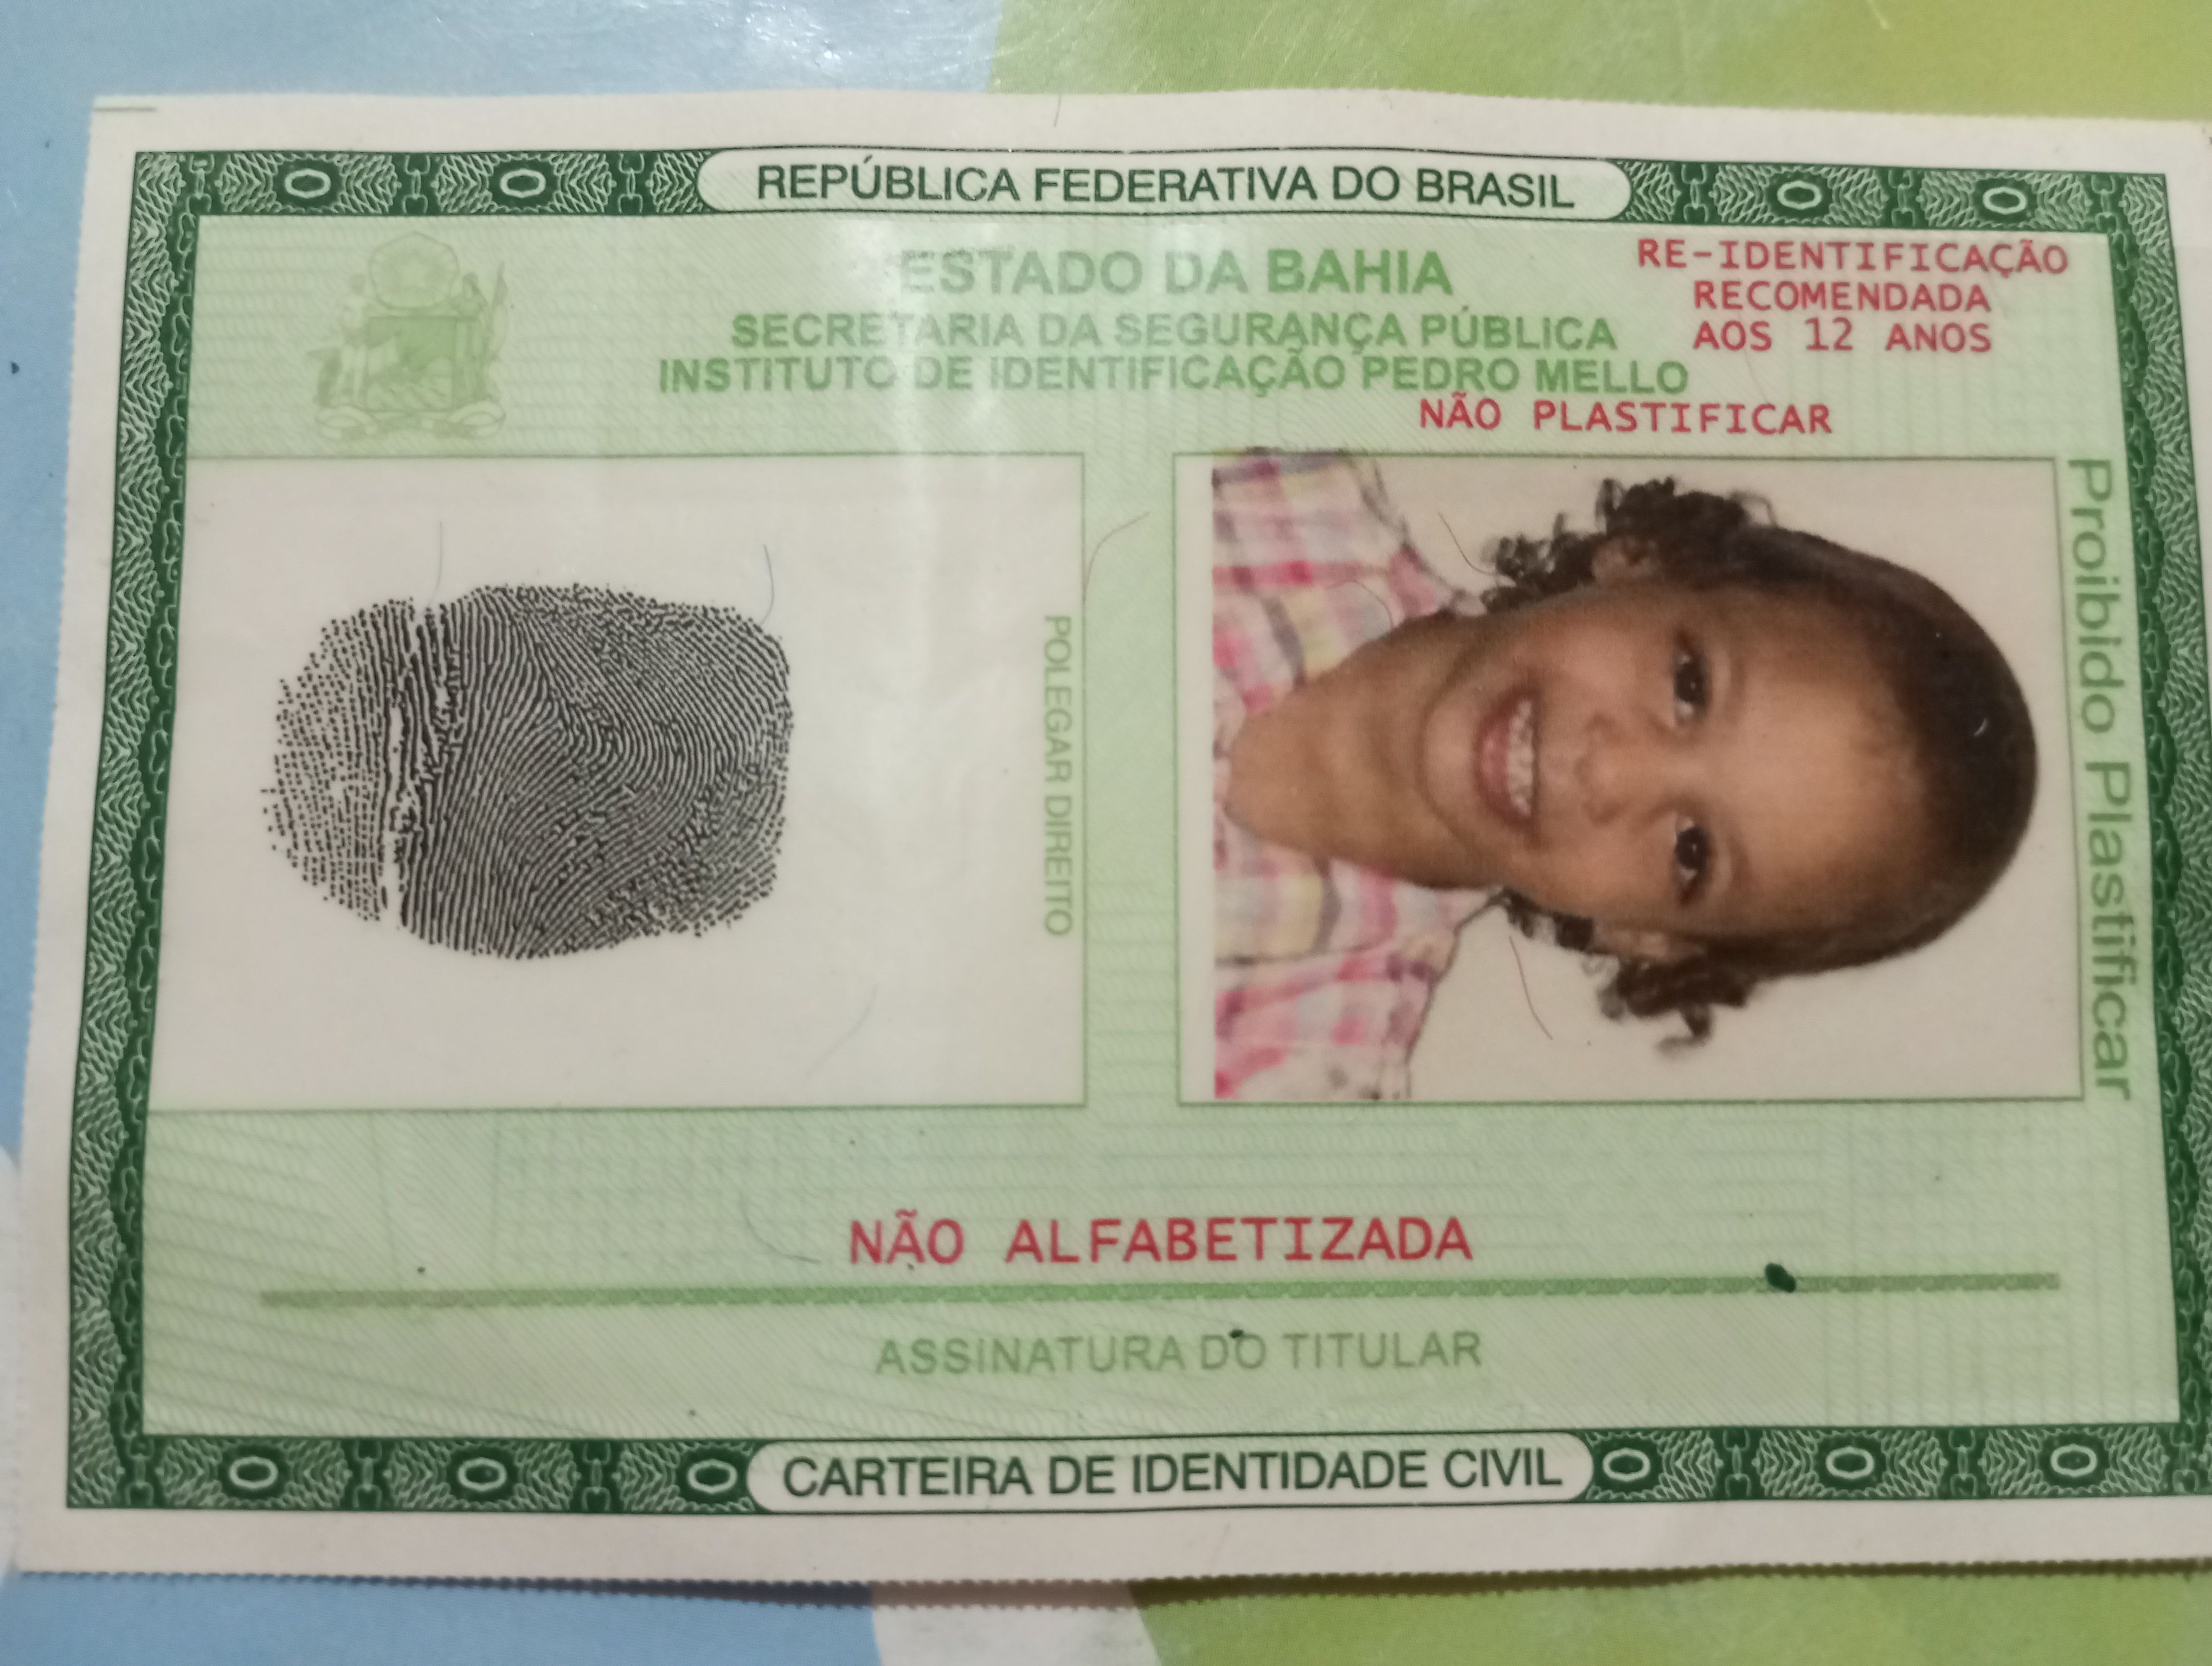 REPÚBLICA FEDERATIVA DO BRASIL
ESTADO DA BAHIA
SECRETARIA DA SEGURANÇA PÚBLICA
INSTITUTO DE IDENTIFICAÇÃO PEDRO MELLO
RE-IDENTIFICAÇÃO
RECOMENDADA
AOS 12 ANOS
NÃO PLASTIFICAR
POLEGAR DIREITO
Proibido Plastificar
NÃO ALFABETIZADA
ASSINATURA DO TITULAR
CARTEIRA DE IDENTIDADE CIVIL